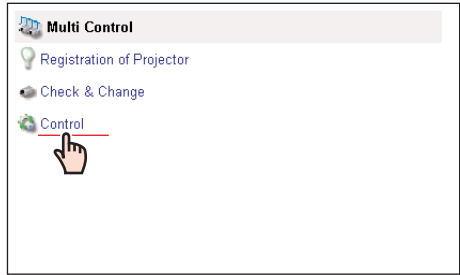 Multi Control
Registration of Projector
Check & Change
Control